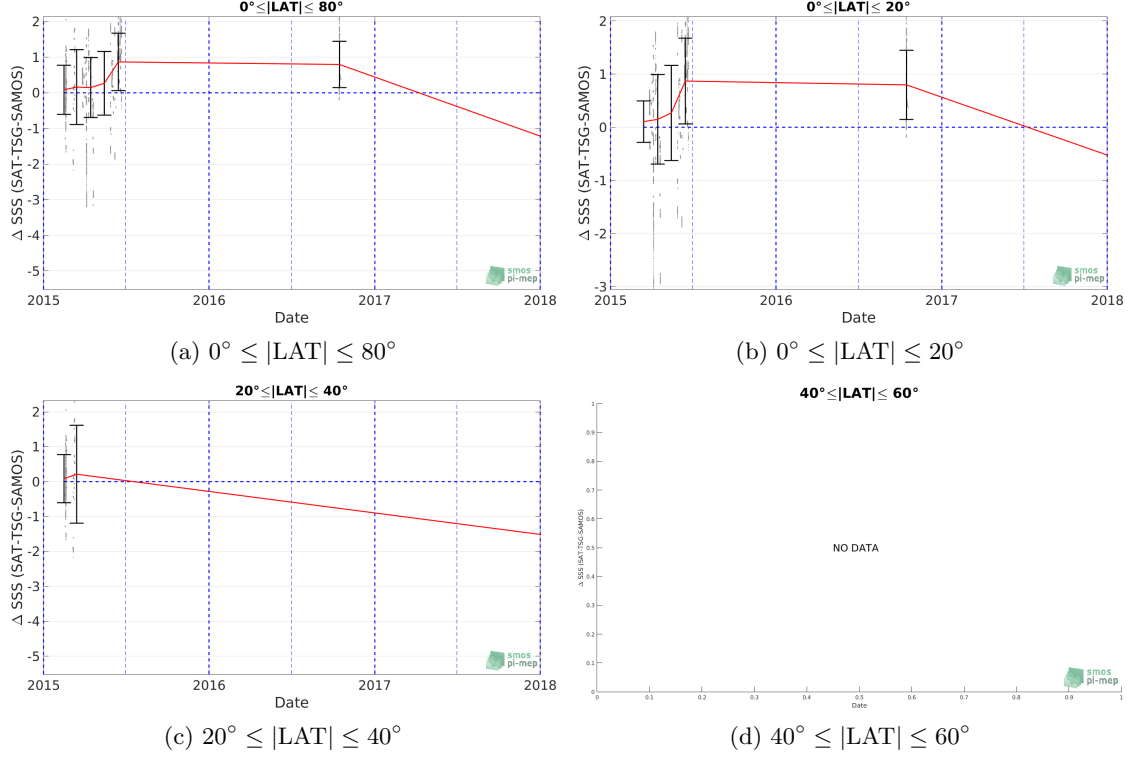 0°≤|LAT|≤ 80°
2
1
0
-1
-2
-3
-4
-5
Δ SSS (SAT-TSG-SAMOS)
2015
2016
2017
2018
Date
smos
pi-mep
(a) 0° ≤ |LAT| ≤ 80°
0°≤|LAT|≤ 20°
2
1
0
-1
-2
-3
Δ SSS (SAT-TSG-SAMOS)
2015
2016
2017
2018
Date
smos
pi-mep
(b) 0° ≤ |LAT| ≤ 20°
20°≤|LAT|≤ 40°
2
1
0
-1
-2
-3
-4
-5
Δ SSS (SAT-TSG-SAMOS)
2015
2016
2017
2018
Date
smos
pi-mep
(c) 20° ≤ |LAT| ≤ 40°
40°≤|LAT|≤ 60°
1
0.9
0.8
0.7
0.6
0.5
0.4
0.3
0.2
0.1
0
Δ SSS (SAT-TSG-SAMOS)
NO DATA
0
0.1
0.2
0.3
0.4
0.5
0.6
0.7
0.8
0.9
1
Date
smos
pi-mep
(d) 40° ≤ |LAT| ≤ 60°